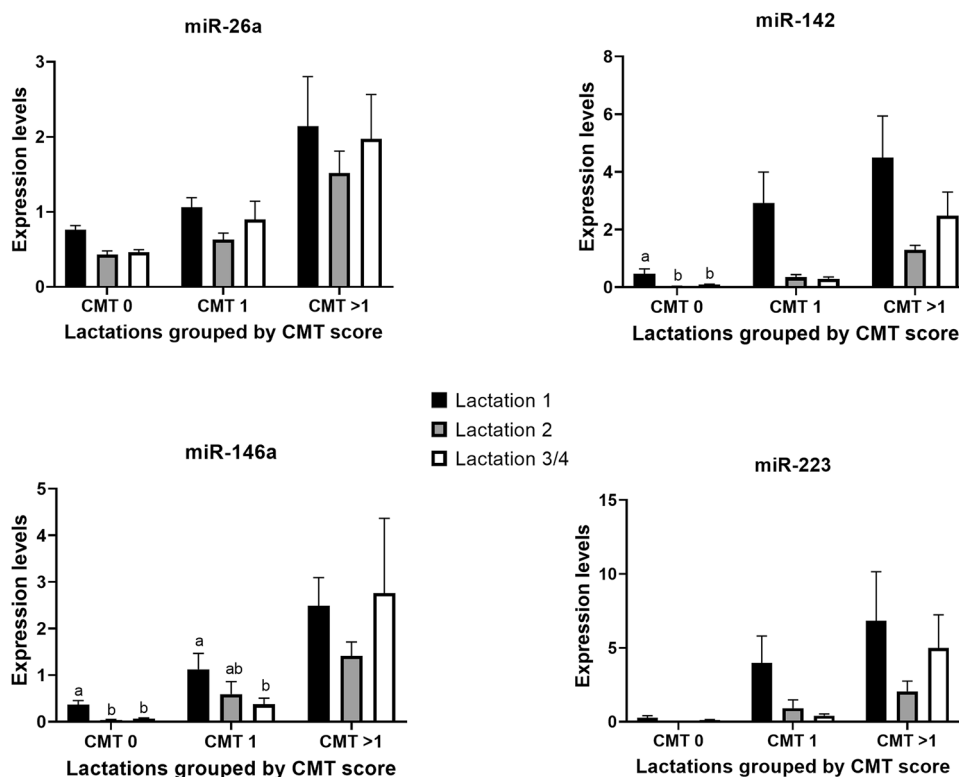 miR-26a
Expression levels
3
2
1
0
CMT 0
CMT 1
CMT >1
Lactations grouped by CMT score
miR-142
Expression levels
8
6
4
2
0
a
b
b
CMT 0
CMT 1
CMT >1
Lactations grouped by CMT score
Lactation 1
Lactation 2
Lactation 3/4
miR-146a
Expression levels
5
4
3
2
1
0
a
b
b
a
ab
b
CMT 0
CMT 1
CMT >1
Lactations grouped by CMT score
miR-223
Expression levels
15
10
5
0
CMT 0
CMT 1
CMT >1
Lactations grouped by CMT score